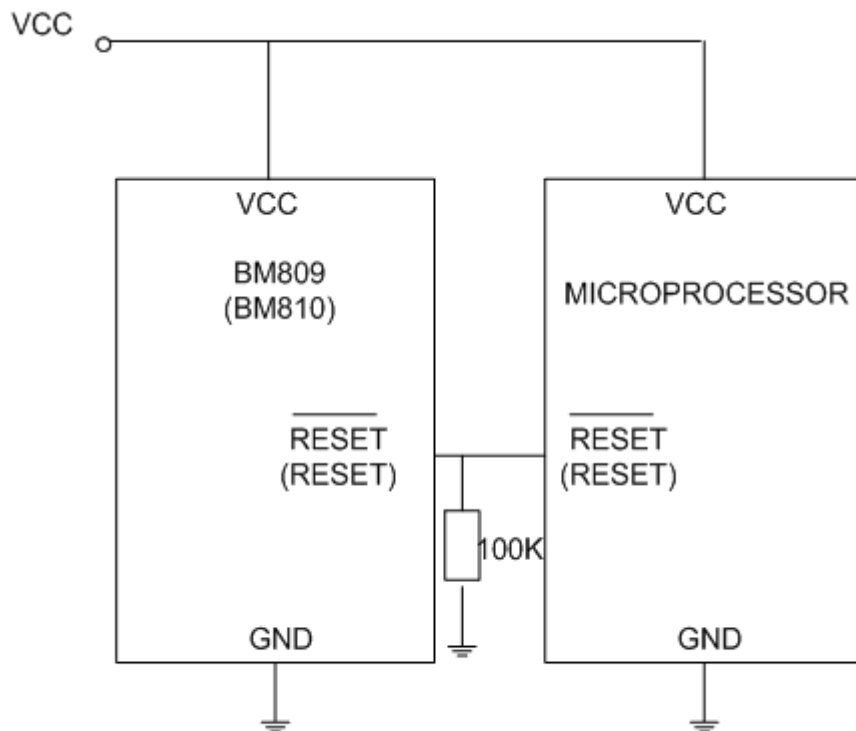 VCC
VCC
VCC
BM809
(BM810)
MICROPROCESSOR
RESET
(RESET)
RESET
(RESET)
100K
GND
GND